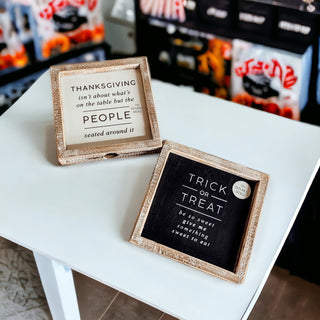 THANKSGIVING
isn't about what's
on the table but the
PEOPLE
seated around it
TRICK
OR
TREAT
be so sweet
give me
something
sweet to eat